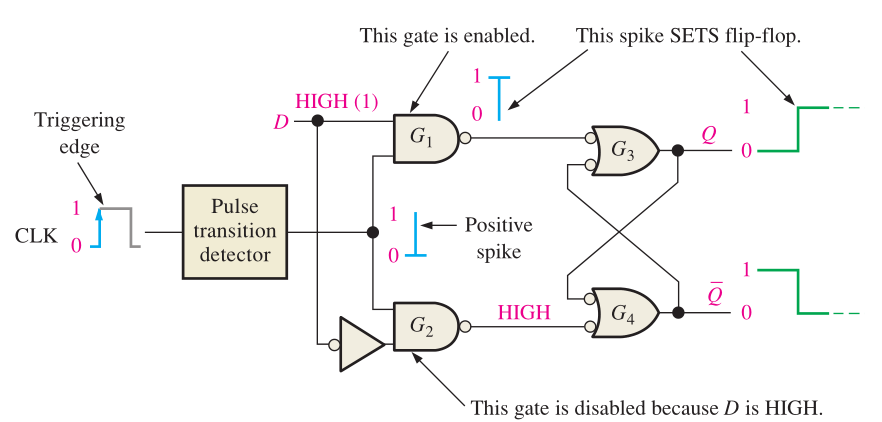 This gate is enabled.
This spike SETS flip-flop.
HIGH (1)
1
0
D
G1
Triggering
edge
1
0
CLK
Pulse
transition
detector
1
0
Positive
spike
G3
Q
1
0
G2
HIGH
G4
Q̅
1
0
This gate is disabled because D is HIGH.